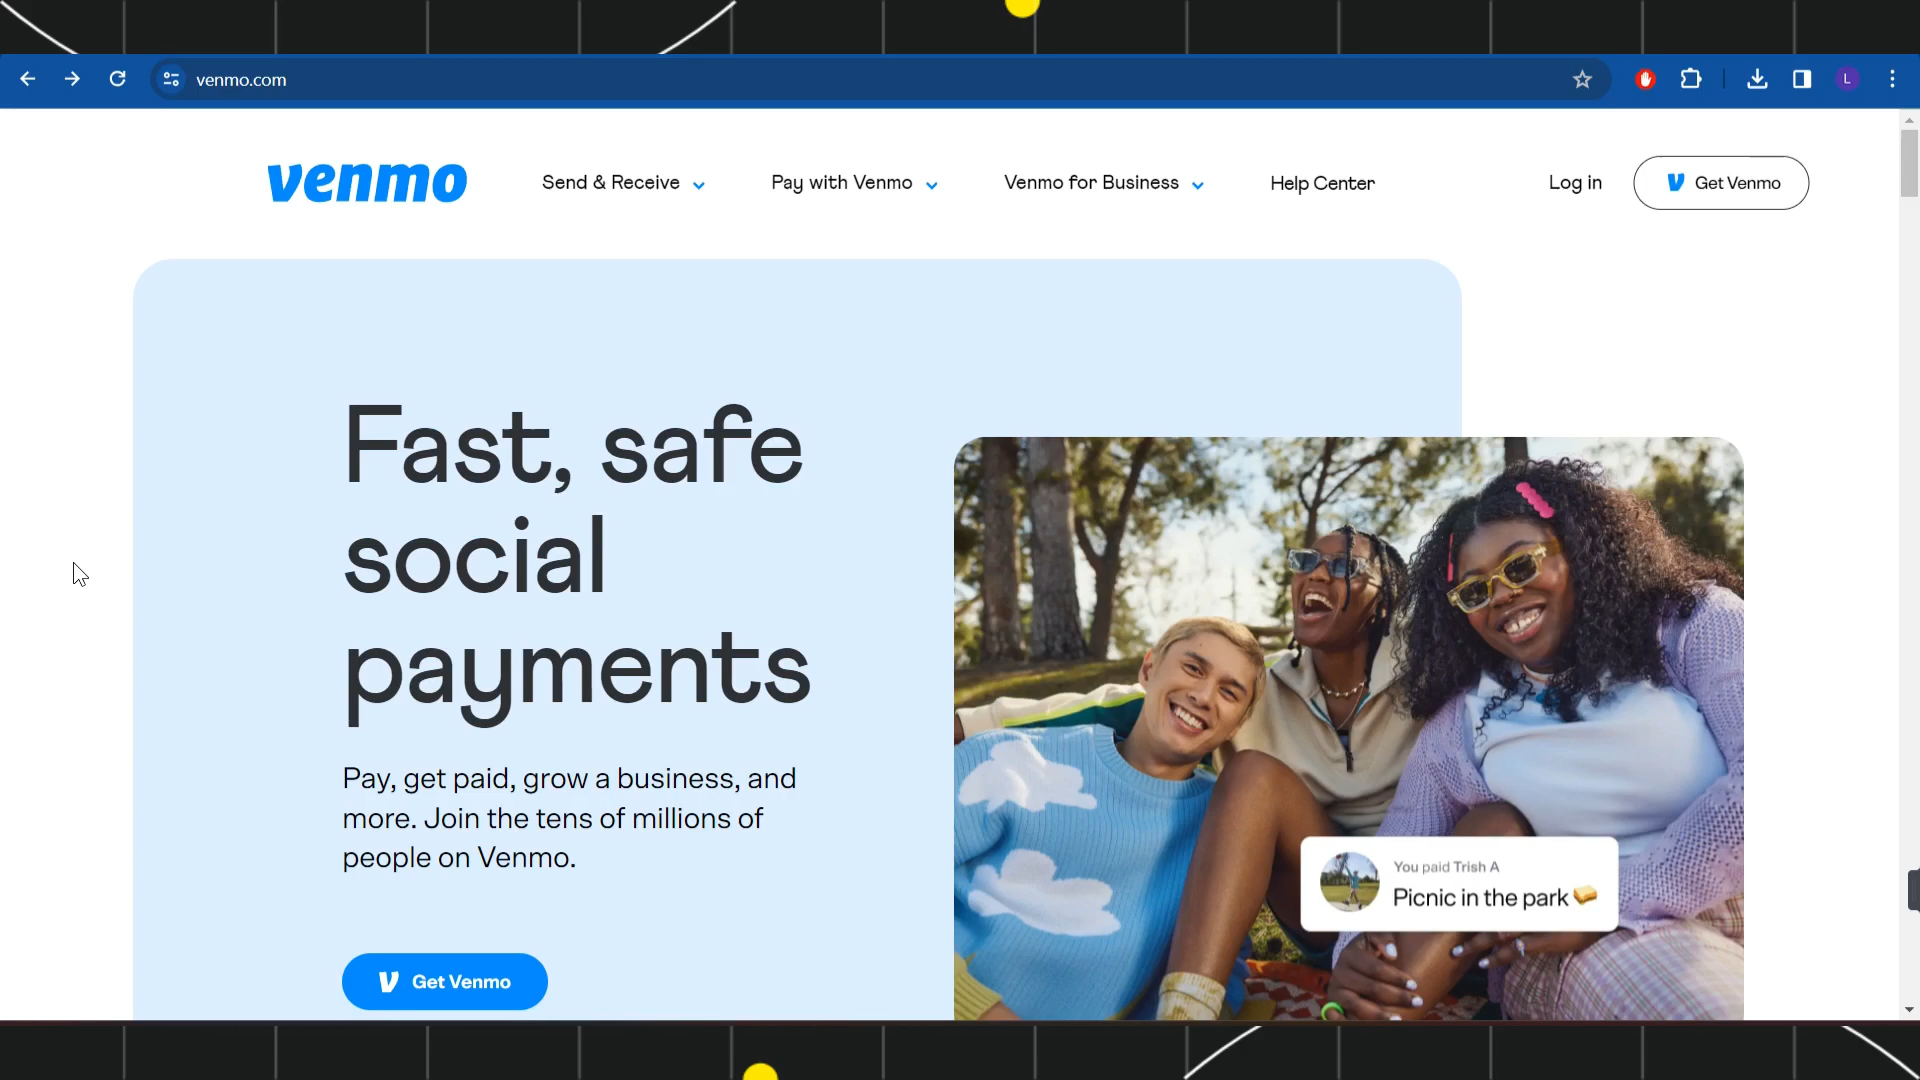 venmo.com
L
venmo
Send & Receive
Pay with Venmo
Venmo for Business
Help Center
Log in
Get Venmo
Fast, safe
social
payments
Pay, get paid, grow a business, and
more. Join the tens of millions of
people on Venmo.
Get Venmo
You paid Trish A
Picnic in the park